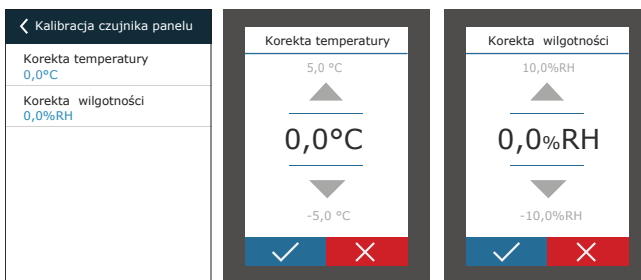 Kalibracja czujnika panelu
Korekta temperatury
0,0°C
Korekta wilgotności
0,0%RH
Korekta temperatury
5,0 °C
0,0°C
-5,0 °C
Korekta wilgotności
10,0%RH
0,0%RH
-10,0%RH